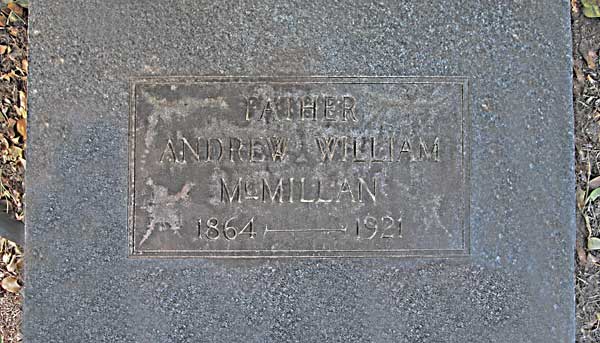 FATHER
ANDREW WILLIAM
McMILLAN
1864 — 1921